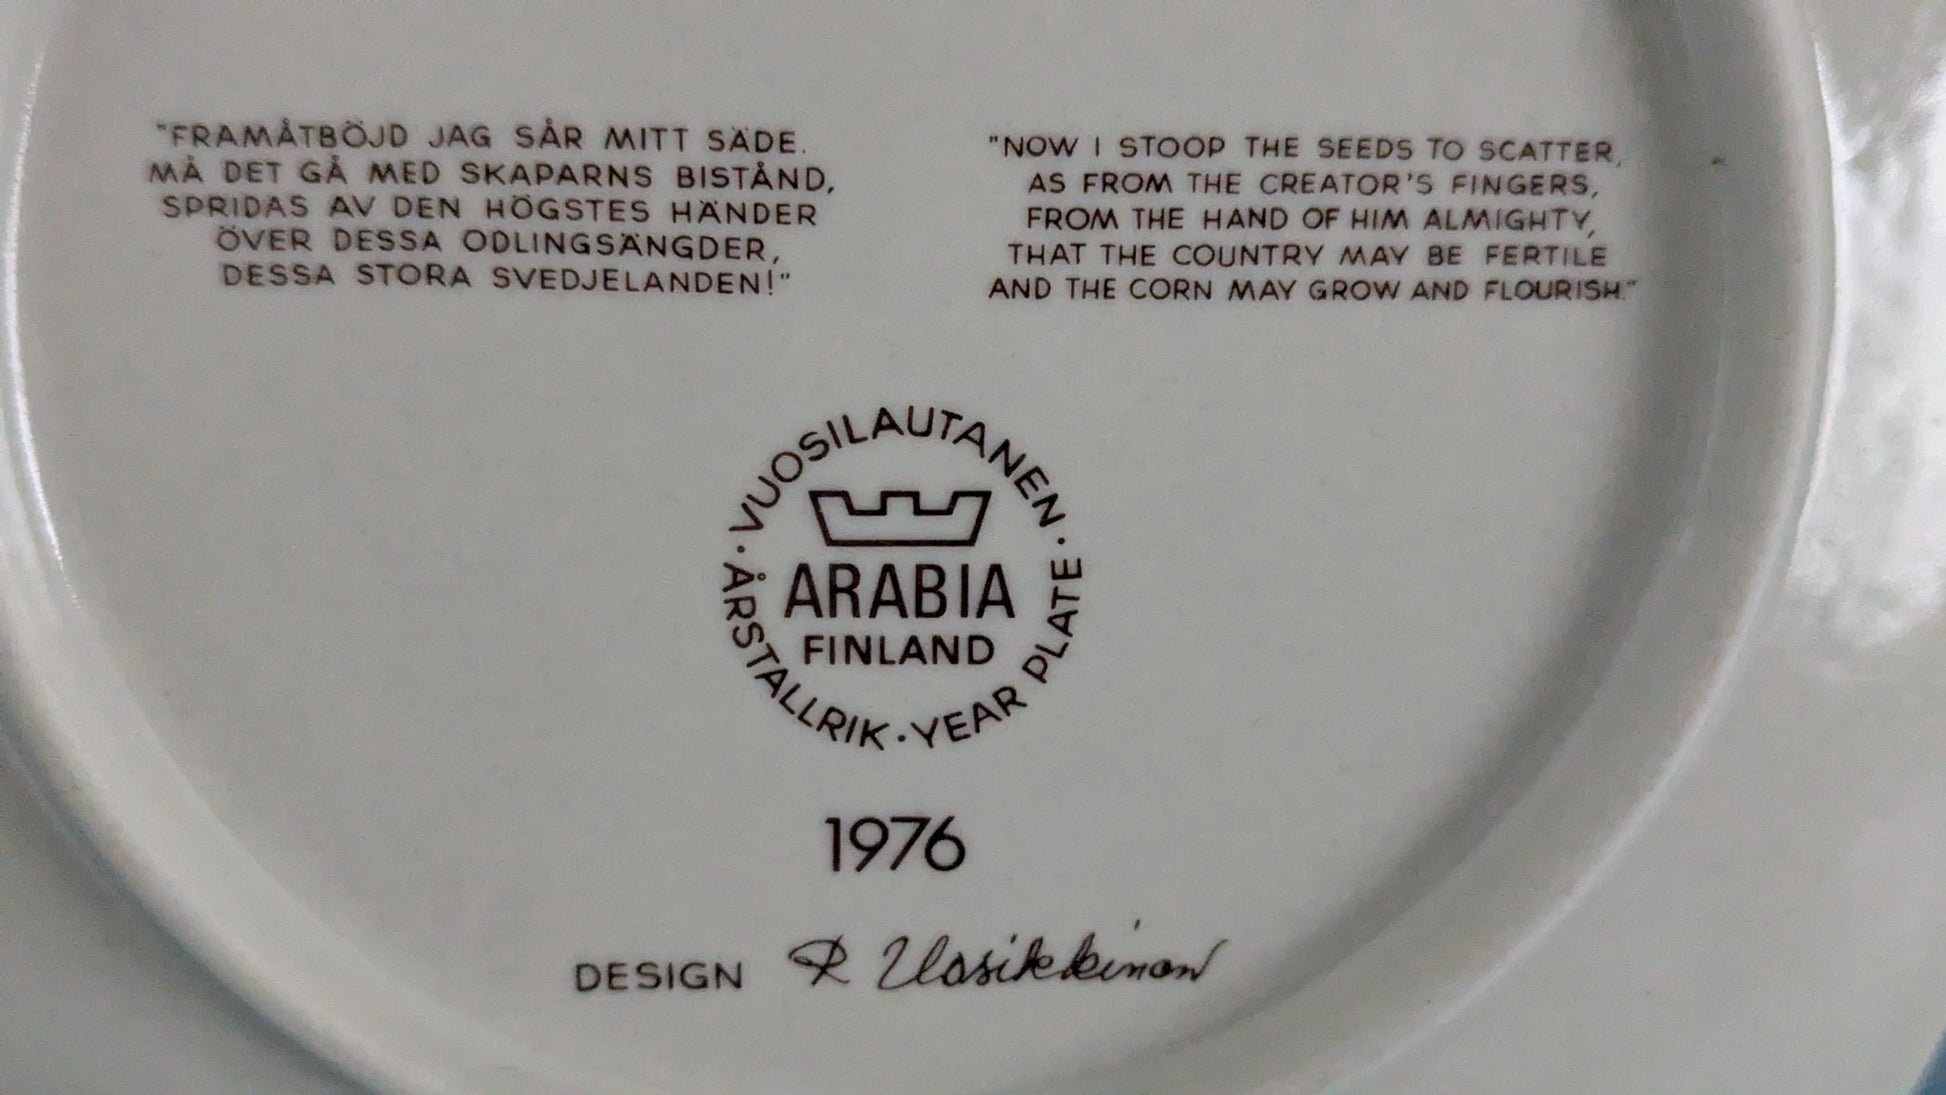 "FRAMÅTBÖJD JAG SÅR MITT SÄDE.
MÅ DET GÅ MED SKAPARNS BISTÅND,
SPRIDAS AV DEN HÖGSTES HÄNDER
ÖVER DESSA ODLINGSÄNGDER,
DESSA STORA SVEDJELANDEN!"
"NOW I STOOP THE SEEDS TO SCATTER,
AS FROM THE CREATOR'S FINGERS,
FROM THE HAND OF HIM ALMIGHTY,
THAT THE COUNTRY MAY BE FERTILE
AND THE CORN MAY GROW AND FLOURISH."
· VUOSILAUTANEN ·
ARABIA
FINLAND
ÅRSTALLRIK · YEAR PLATE
1976
DESIGN R Uosikkinen